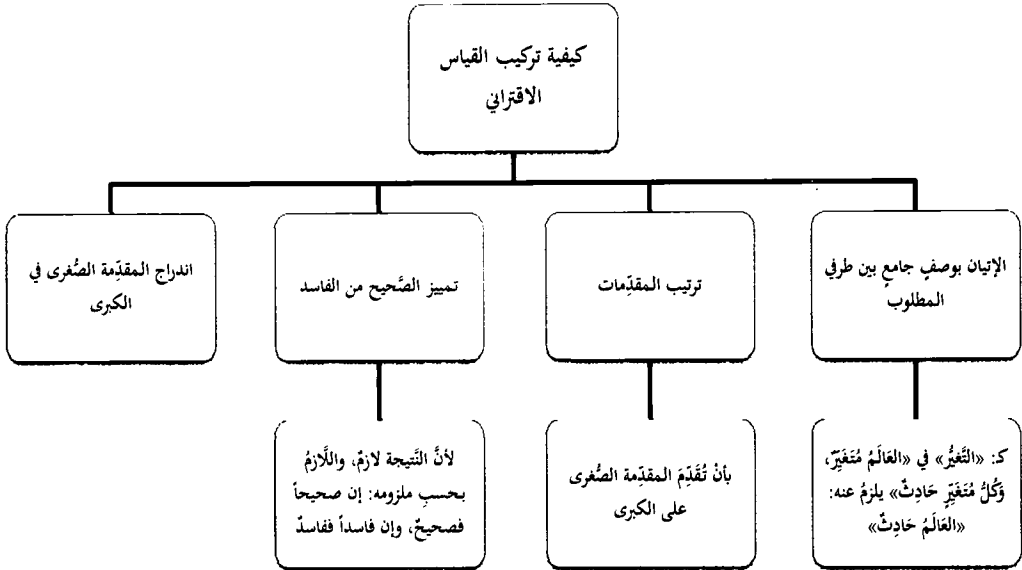 كيفية تركيب القياس
الاقتراني
الإتيان بوصفٍ جامعٍ بين طرفي
المطلوب
ترتيب المقدِّمات
تمييز الصَّحيح من الفاسد
اندراج المقدِّمة الصُّغرى في
الكبرى
كـ: «التَّغيُّر» في «العَالَمُ مُتَغَيِّرٌ،
وَكُلُّ مُتَغَيِّرٍ حَادِثٌ» يلزمُ عنه:
«العَالَمُ حَادِثٌ»
بأنْ تُقَدِّمَ المقدِّمة الصُّغرى
على الكبرى
لأنَّ النَّتيجة لازمٌ، واللَّازمُ
بحسبِ ملزومه: إن صحيحاً
فصحيحٌ، وإن فاسداً ففاسدٌ